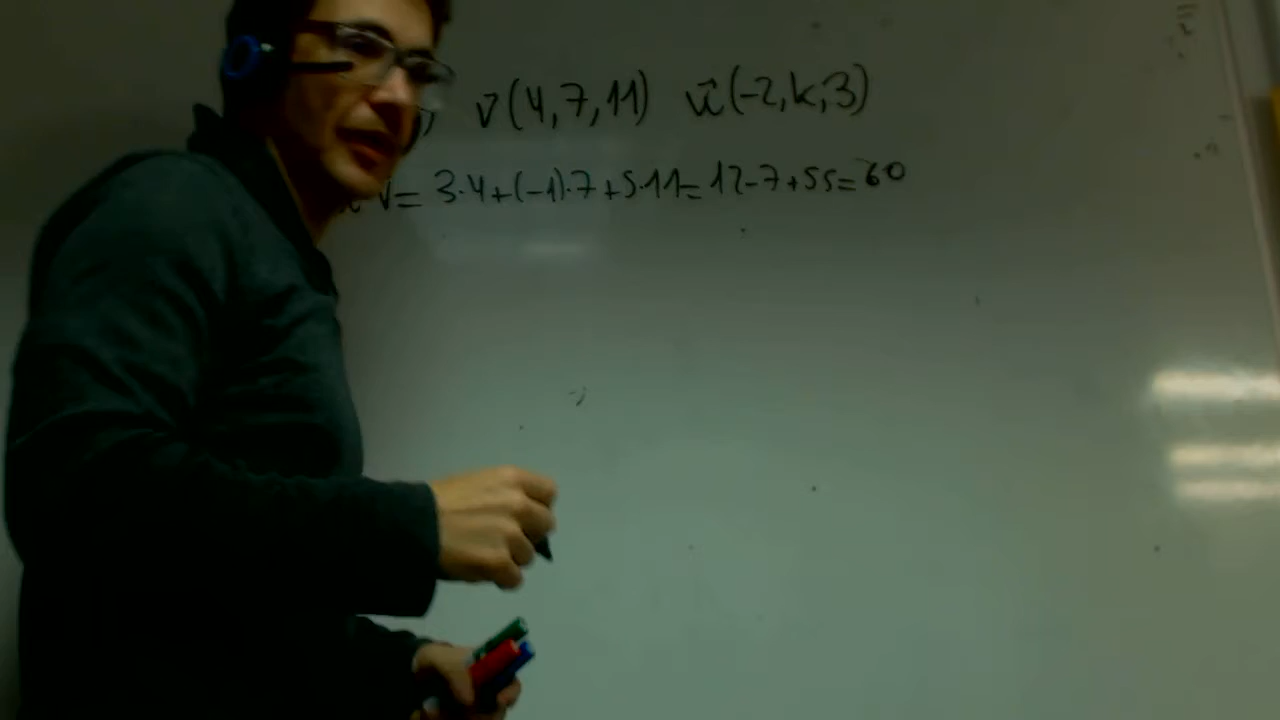 ) v⃗(4,7,11) u⃗(-2,k,3)
v= 3·4+(-1)·7+5·11= 12-7+55=60